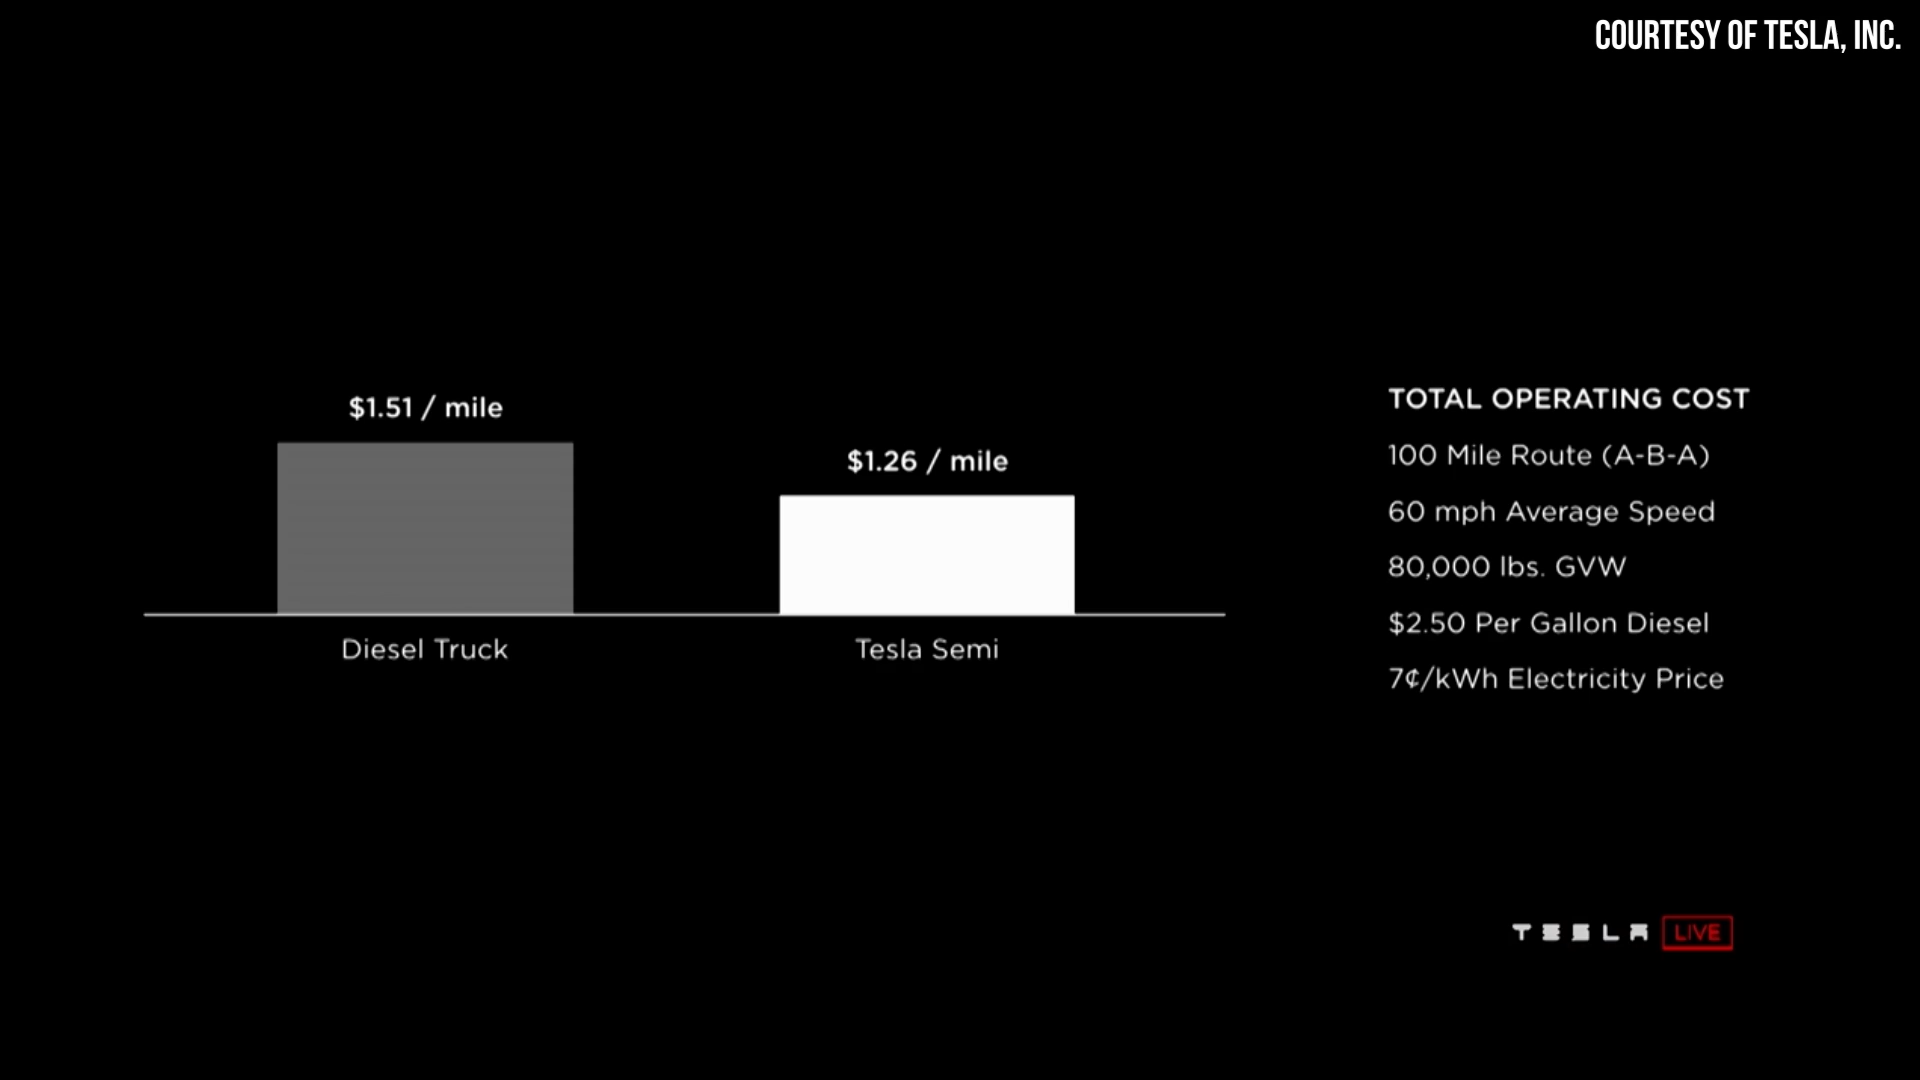 COURTESY OF TESLA, INC.
$1.51 / mile
$1.26 / mile
Diesel Truck
Tesla Semi
TOTAL OPERATING COST
100 Mile Route (A-B-A)
60 mph Average Speed
80,000 lbs. GVW
$2.50 Per Gallon Diesel
7¢/kWh Electricity Price
TESLA LIVE